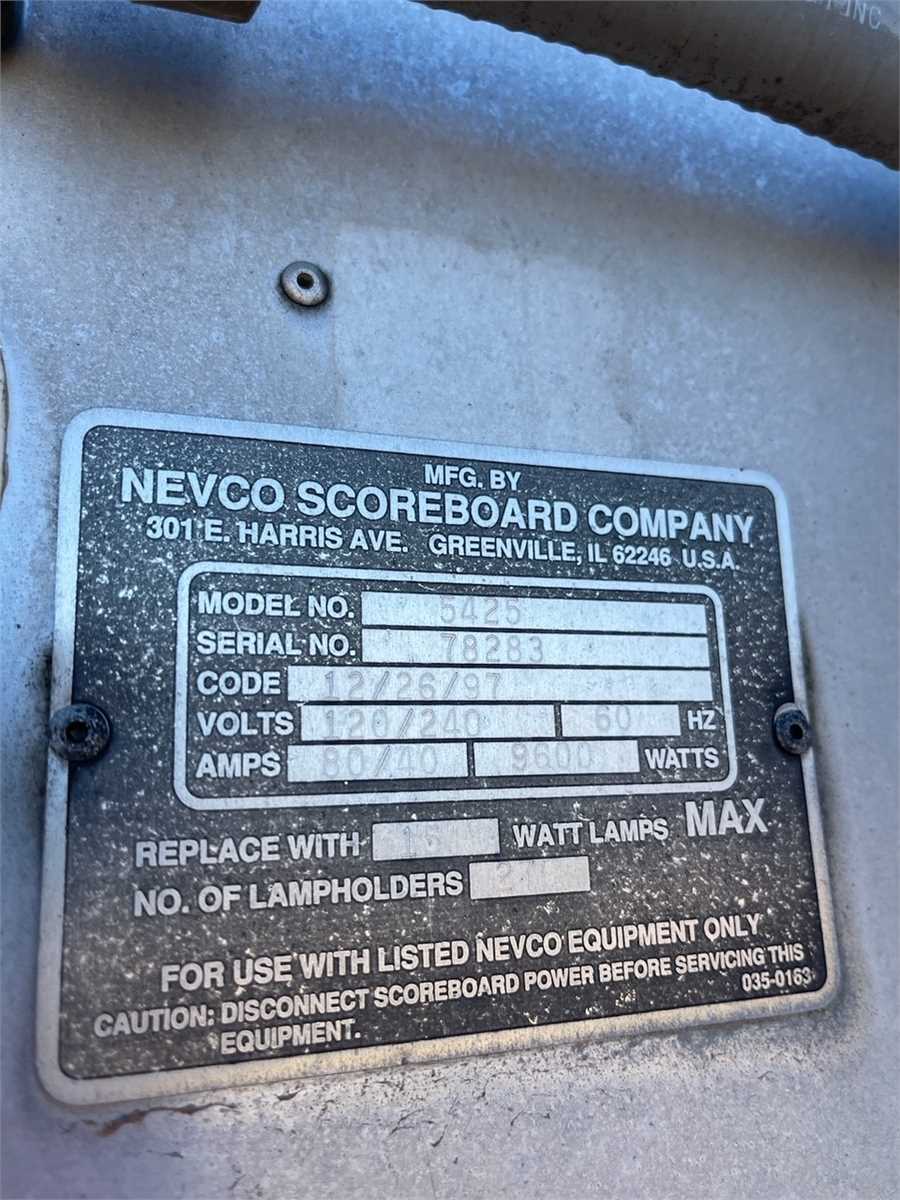 INC
MFG. BY
NEVCO SCOREBOARD COMPANY
301 E. HARRIS AVE. GREENVILLE, IL 62246 U.S.A.
MODEL NO. 5425
SERIAL NO. 78283
CODE 12/26/97
VOLTS 120/240 60 HZ
AMPS 80/40 9600 WATTS
REPLACE WITH WATT LAMPS MAX
NO. OF LAMPHOLDERS
FOR USE WITH LISTED NEVCO EQUIPMENT ONLY
CAUTION: DISCONNECT SCOREBOARD POWER BEFORE SERVICING THIS
EQUIPMENT.
035-0163